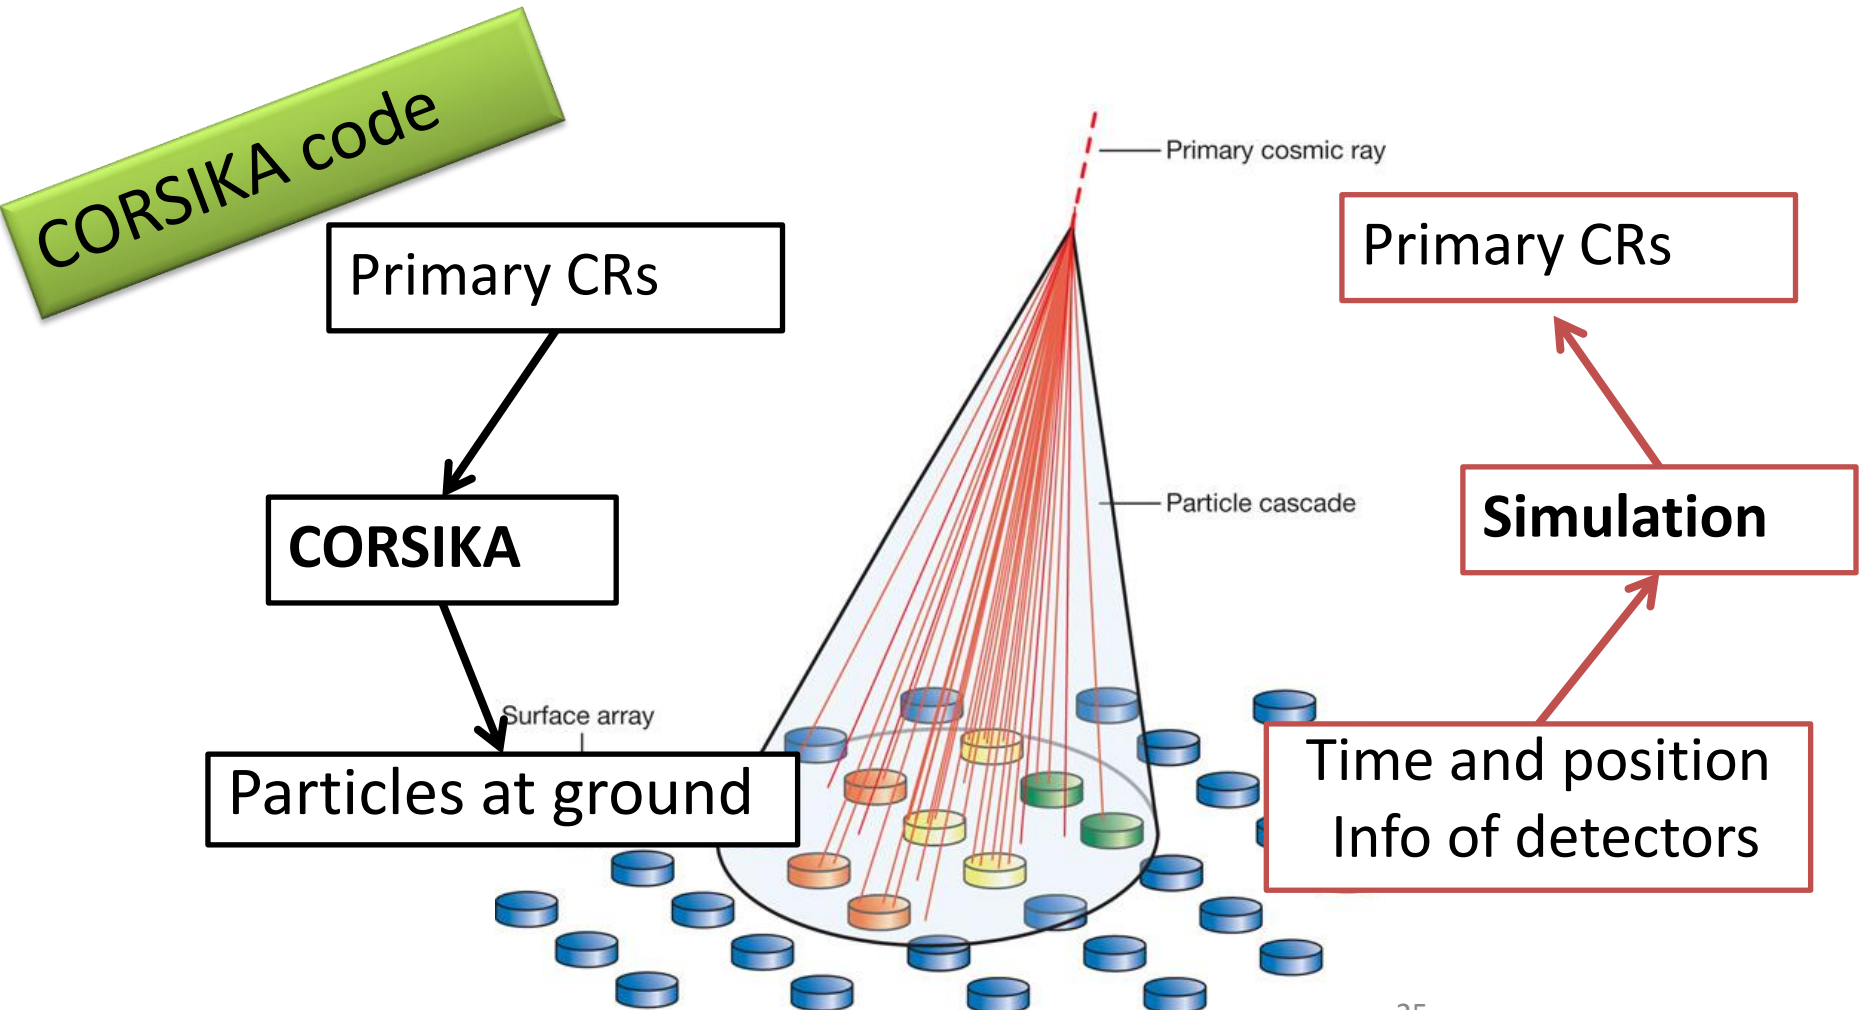 CORSIKA code
Primary cosmic ray
Primary CRs
Primary CRs
Particle cascade
CORSIKA
Simulation
Surface array
Particles at ground
Time and position
Info of detectors